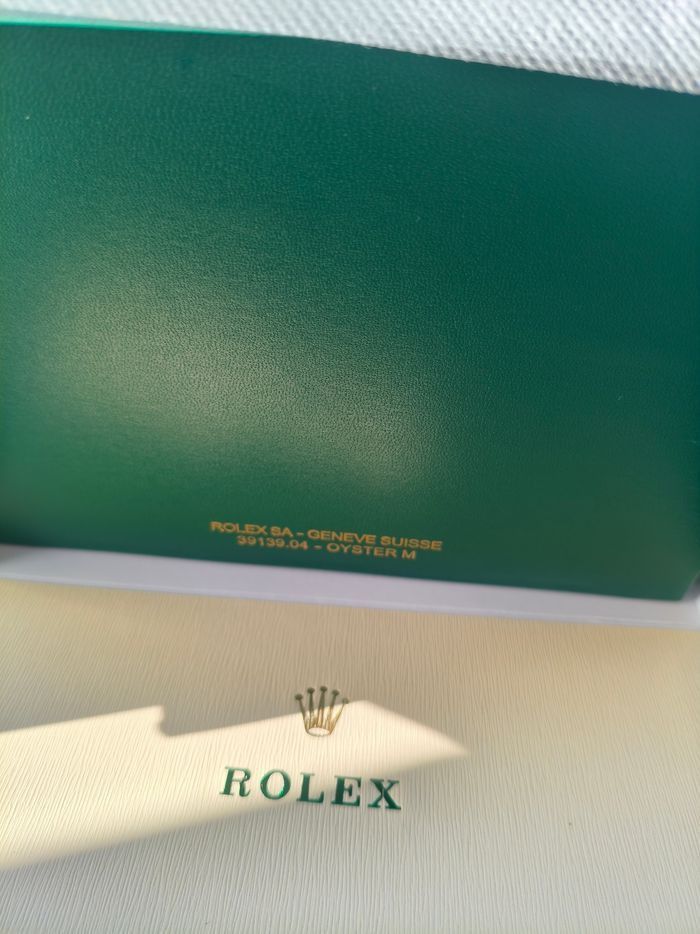 ROLEX SA - GENEVE SUISSE
39139.04 - OYSTER M
ROLEX